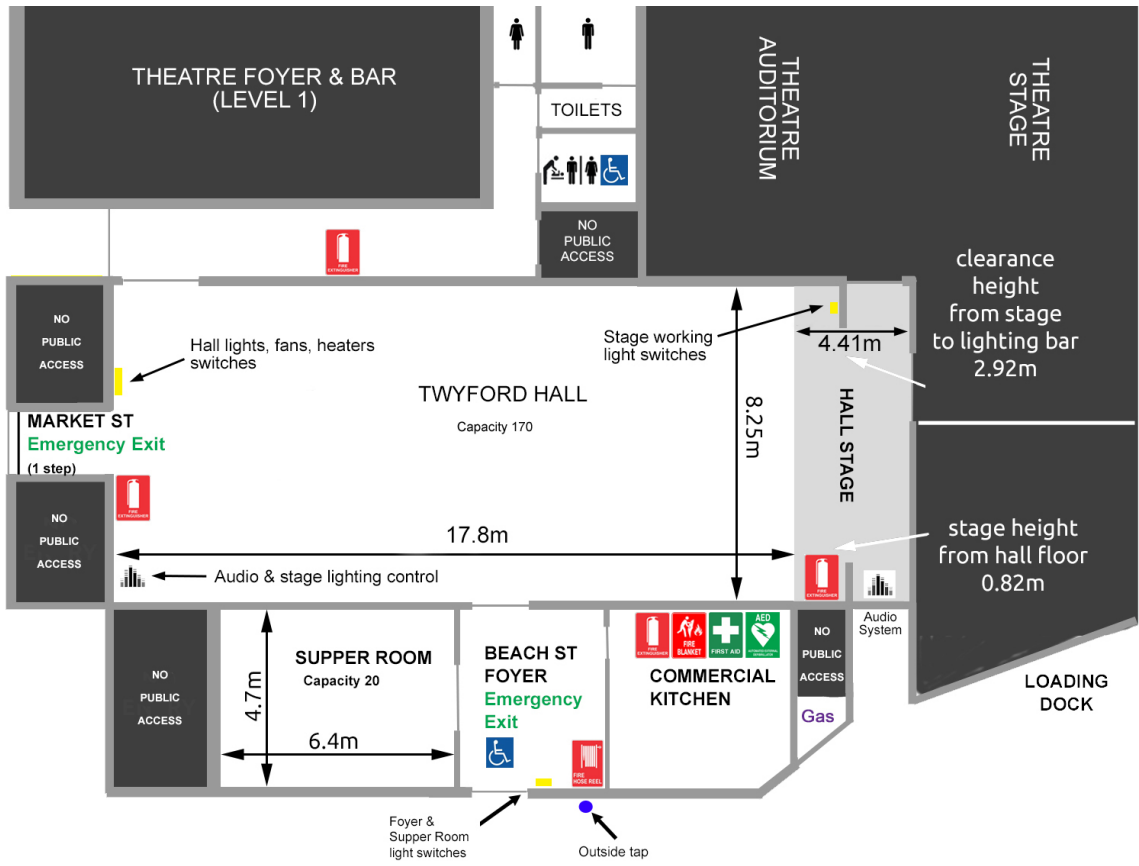 THEATRE FOYER & BAR
(LEVEL 1)
TOILETS
THEATRE
AUDITORIUM
THEATRE
STAGE
NO
PUBLIC
ACCESS
FIRE
EXTINGUISHER
clearance
height
from stage
to lighting bar
2.92m
NO
PUBLIC
ACCESS
Hall lights, fans, heaters
switches
Stage working
light switches
4.41m
TWYFORD HALL
Capacity 170
8.25m
HALL STAGE
MARKET ST
Emergency Exit
(1 step)
FIRE
EXTINGUISHER
NO
PUBLIC
ACCESS
17.8m
stage height
from hall floor
0.82m
Audio & stage lighting control
FIRE
EXTINGUISHER
Audio
System
NO
PUBLIC
ACCESS
4.7m
SUPPER ROOM
Capacity 20
6.4m
BEACH ST
FOYER
Emergency
Exit
FIRE
HOSE REEL
FIRE
EXTINGUISHER
FIRE
BLANKET
FIRST AID
AED
COMMERCIAL
KITCHEN
NO
PUBLIC
ACCESS
Gas
LOADING
DOCK
Foyer &
Supper Room
light switches
Outside tap